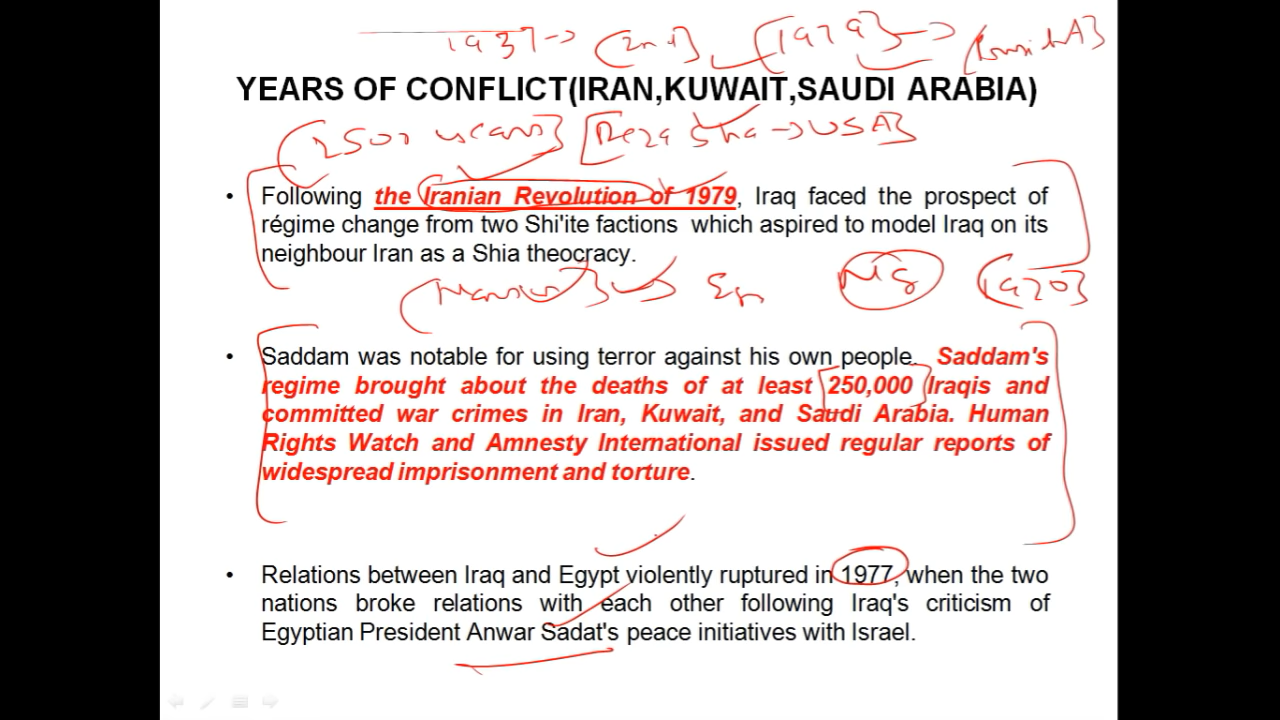 1937 → [1979] →
YEARS OF CONFLICT(IRAN,KUWAIT,SAUDI ARABIA)
2500 years} [Reza Sha → USA}
• Following the Iranian Revolution of 1979, Iraq faced the prospect of
régime change from two Shi'ite factions which aspired to model Iraq on its
neighbour Iran as a Shia theocracy.
1970}
• Saddam was notable for using terror against his own people. Saddam's
regime brought about the deaths of at least 250,000 Iraqis and
committed war crimes in Iran, Kuwait, and Saudi Arabia. Human
Rights Watch and Amnesty International issued regular reports of
widespread imprisonment and torture.
• Relations between Iraq and Egypt violently ruptured in 1977, when the two
nations broke relations with each other following Iraq's criticism of
Egyptian President Anwar Sadat's peace initiatives with Israel.